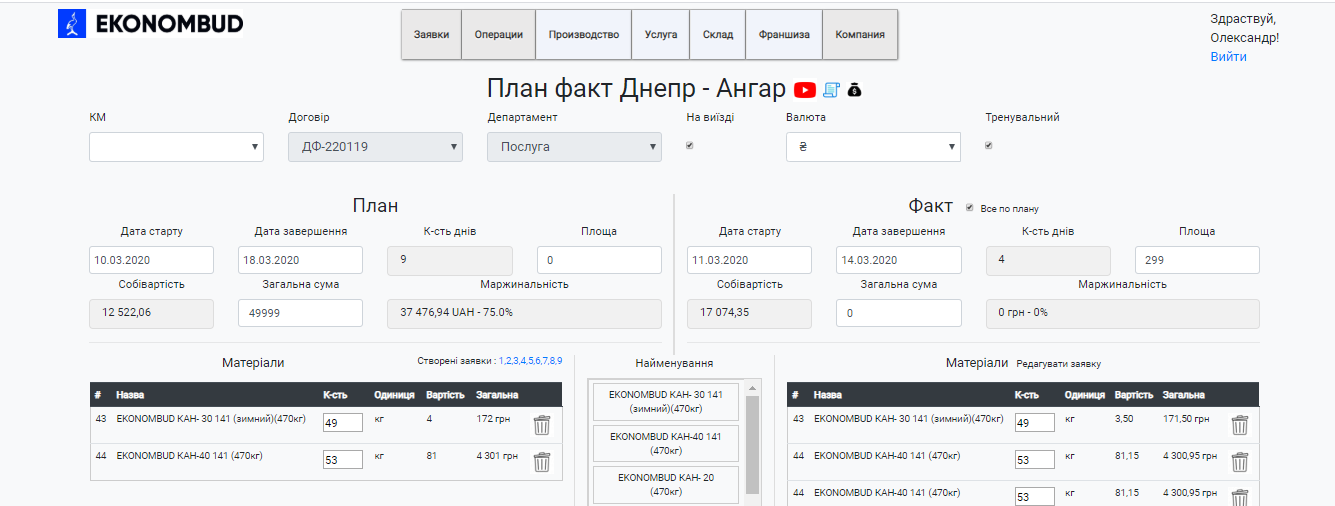 EKONOMBUD
Заявки Операции Производство Услуга Склад Франшиза Компания
Здраствуй,
Олександр!
Вийти
План факт Днепр - Ангар
КМ Договір Департамент На виїзді Валюта Тренувальний
ДФ-220119 Послуга ₴
План
Дата старту Дата завершення К-сть днів Площа
10.03.2020 18.03.2020 9 0
Собівартість Загальна сума Маржинальність
12 522,06 49999 37 476,94 UAH - 75.0%
Факт Все по плану
Дата старту Дата завершення К-сть днів Площа
11.03.2020 14.03.2020 4 299
Собівартість Загальна сума Маржинальність
17 074,35 0 0 грн - 0%
Матеріали Створені заявки : 1,2,3,4,5,6,7,8,9
# Назва К-сть Одиниця Вартість Загальна
43 EKONOMBUD КАН- 30 141 (зимний)(470кг) 49 кг 4 172 грн
44 EKONOMBUD КАН-40 141 (470кг) 53 кг 81 4 301 грн
Найменування
EKONOMBUD КАН- 30 141
(зимний)(470кг)
EKONOMBUD КАН-40 141
(470кг)
EKONOMBUD КАН- 20
(470кг)
Матеріали Редагувати заявку
# Назва К-сть Одиниця Вартість Загальна
43 EKONOMBUD КАН- 30 141 (зимний)(470кг) 49 кг 3,50 171,50 грн
44 EKONOMBUD КАН-40 141 (470кг) 53 кг 81,15 4 300,95 грн
44 EKONOMBUD КАН-40 141 (470кг) 53 кг 81,15 4 300,95 грн